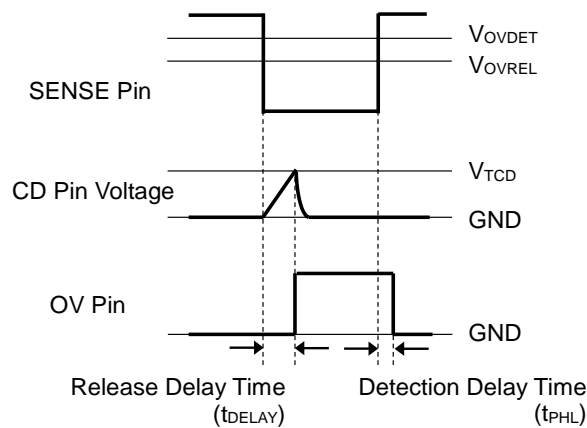 VOVDET
VOVREL
SENSE Pin
VTCD
CD Pin Voltage
GND
OV Pin
GND
Release Delay Time
(tDELAY)
Detection Delay Time
(tPHL)